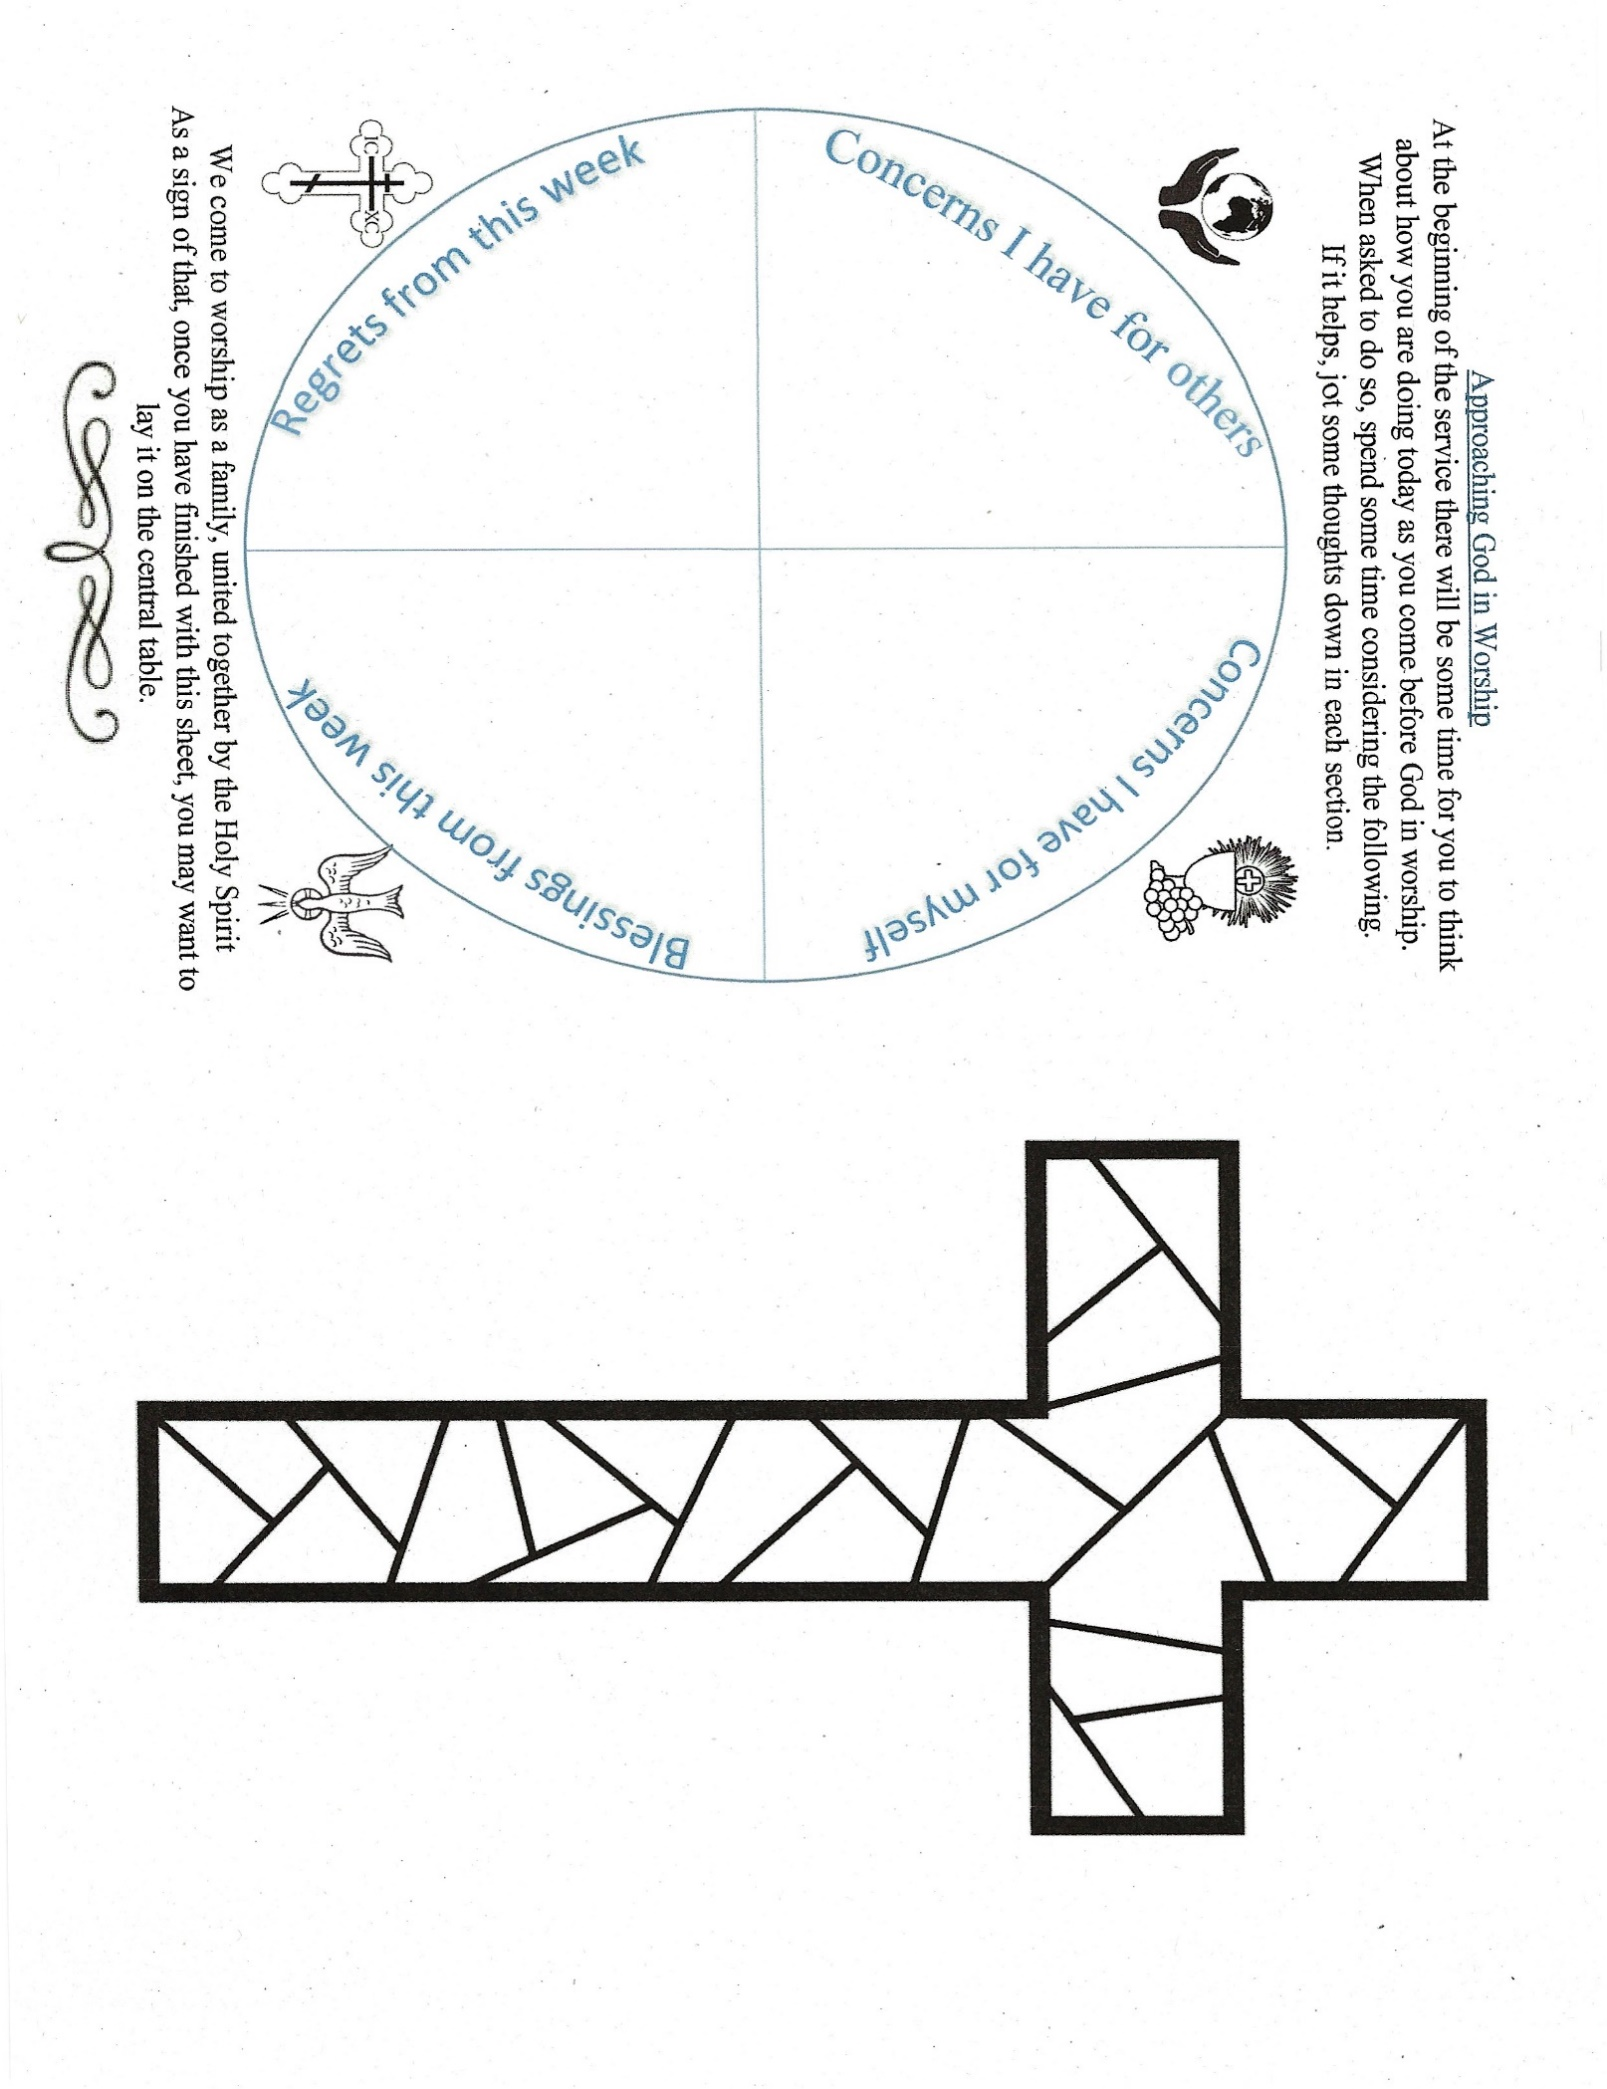 Approaching God in Worship
At the beginning of the service there will be some time for you to think
about how you are doing today as you come before God in worship.
When asked to do so, spend some time considering the following.
If it helps, jot some thoughts down in each section.
Concerns I have for others
Concerns I have for myself
Regrets from this week
Blessings from this week
IC XC
We come to worship as a family, united together by the Holy Spirit
As a sign of that, once you have finished with this sheet, you may want to
lay it on the central table.